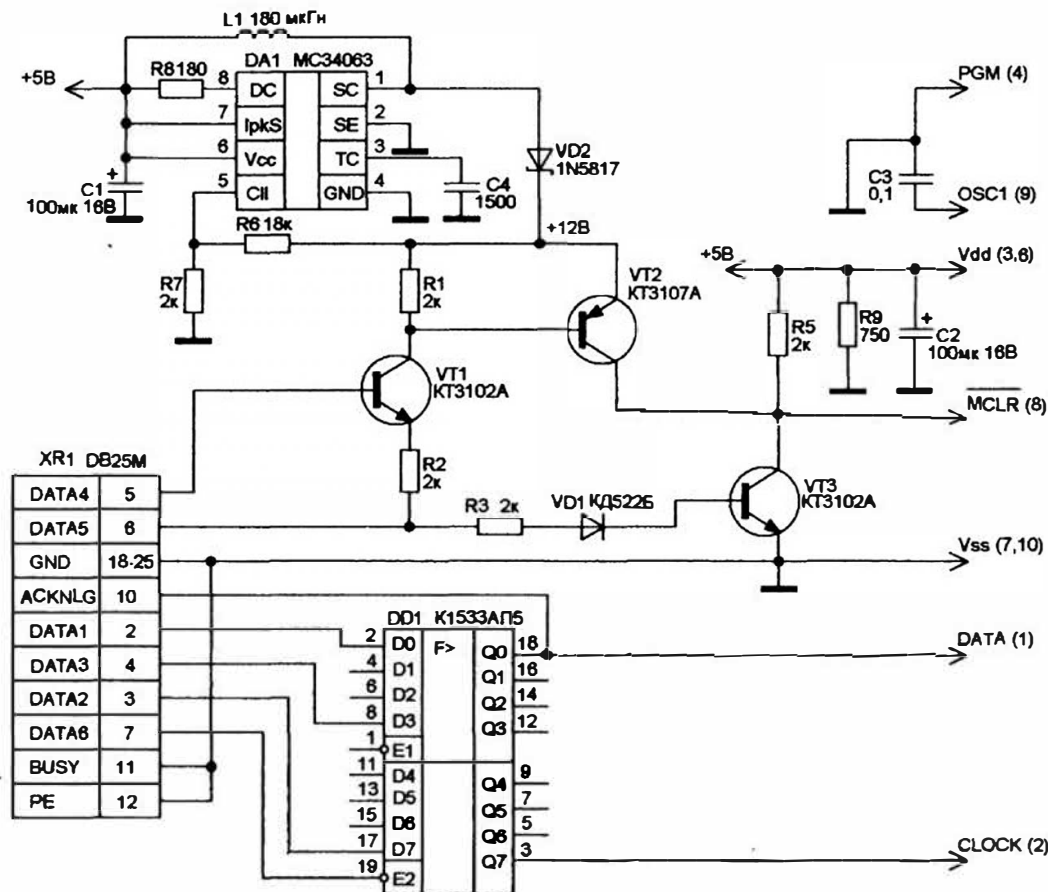 L1 180 мкГн
DA1 MC34063
+5В
R8 180
8 DC SC 1
7 IpkS SE 2
6 Vcc TC 3
5 CII GND 4
C1
100мк 16В
+
C4
1500
VD2
1N5817
R6 18к
+12В
R7
2к
R1
2к
VT2
КТ3107А
VT1
КТ3102А
R2
2к
PGM (4)
C3
0,1
OSC1 (9)
+5В
Vdd (3,6)
R5
2к
R9
750
+
C2
100мк 16В
MCLR (8)
R3 2к
VD1 КД522Б
VT3
КТ3102А
Vss (7,10)
XR1 DB25M
DATA4 5
DATA5 6
GND 18-25
ACKNLG 10
DATA1 2
DATA3 4
DATA2 3
DATA6 7
BUSY 11
PE 12
DD1 К1533АП5
F>
2 D0 Q0 18
4 D1 Q1 16
6 D2 Q2 14
8 D3 Q3 12
1 E1
11 D4 Q4 9
13 D5 Q5 7
15 D6 Q6 5
17 D7 Q7 3
19 E2
DATA (1)
CLOCK (2)